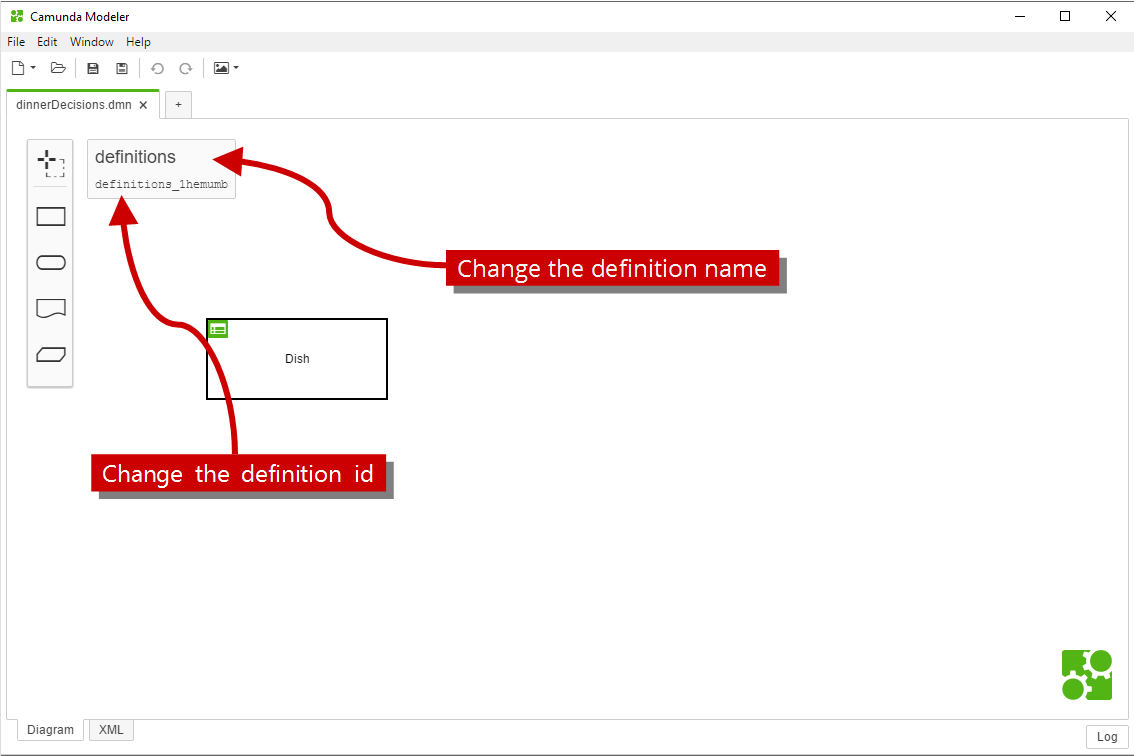 Camunda Modeler
File Edit Window Help
dinnerDecisions.dmn × +
definitions
definitions_1hemumb
Change the definition name
Dish
Change the definition id
Diagram XML
Log